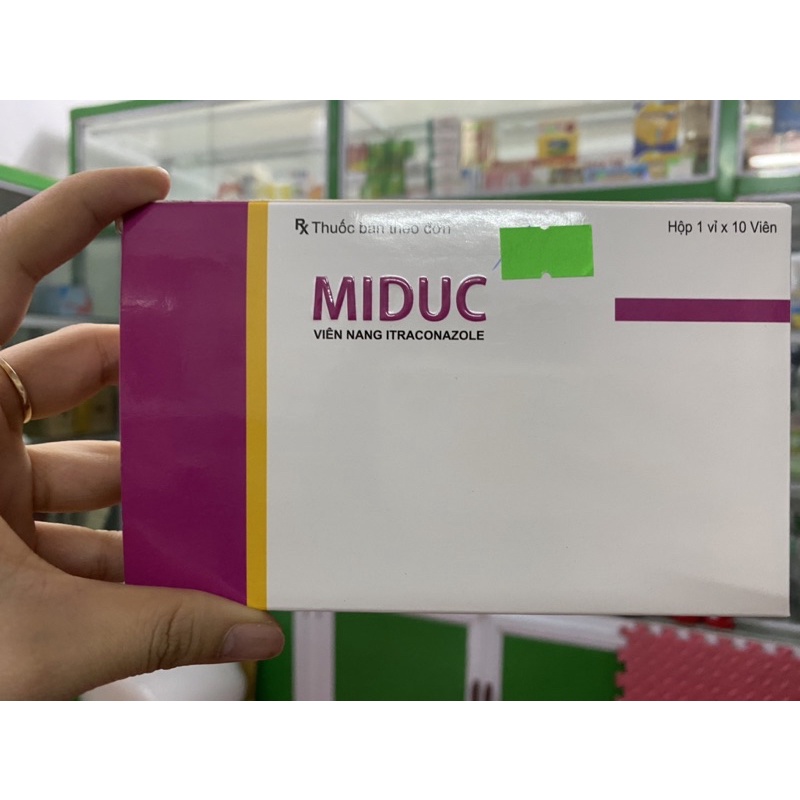 Rx Thuốc bán theo đơn
Hộp 1 vỉ x 10 Viên
MIDUC
VIÊN NANG ITRACONAZOLE